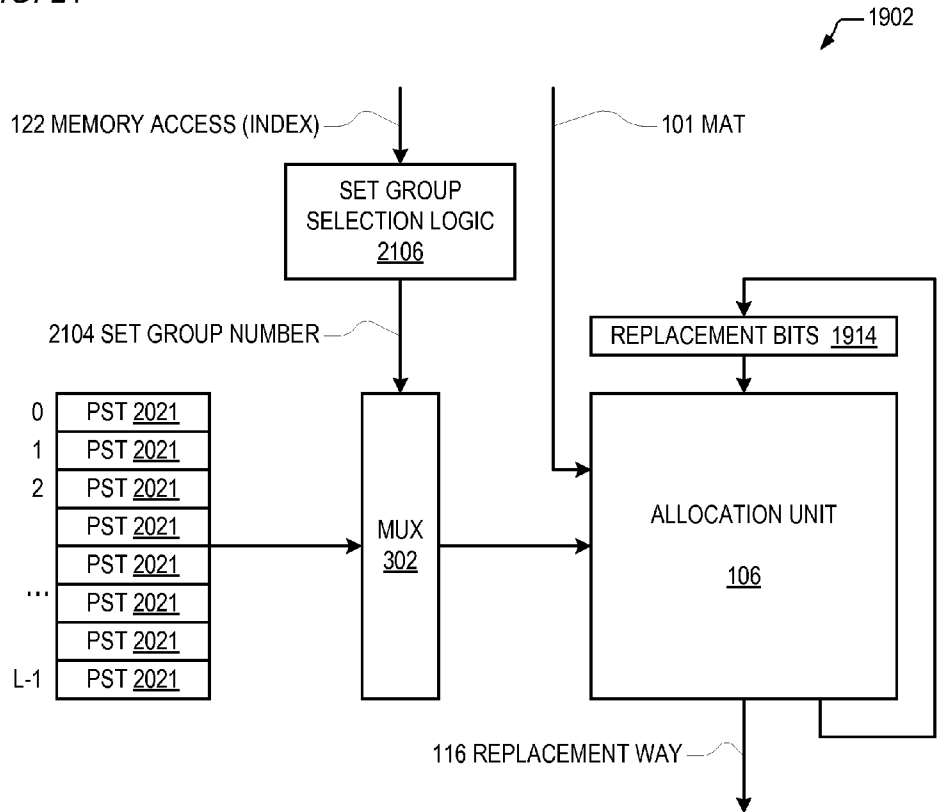 1902
122 MEMORY ACCESS (INDEX)
101 MAT
SET GROUP
SELECTION LOGIC
2106
2104 SET GROUP NUMBER
REPLACEMENT BITS 1914
0 PST 2021
1 PST 2021
2 PST 2021
PST 2021
PST 2021
... PST 2021
PST 2021
L-1 PST 2021
MUX
302
ALLOCATION UNIT
106
116 REPLACEMENT WAY